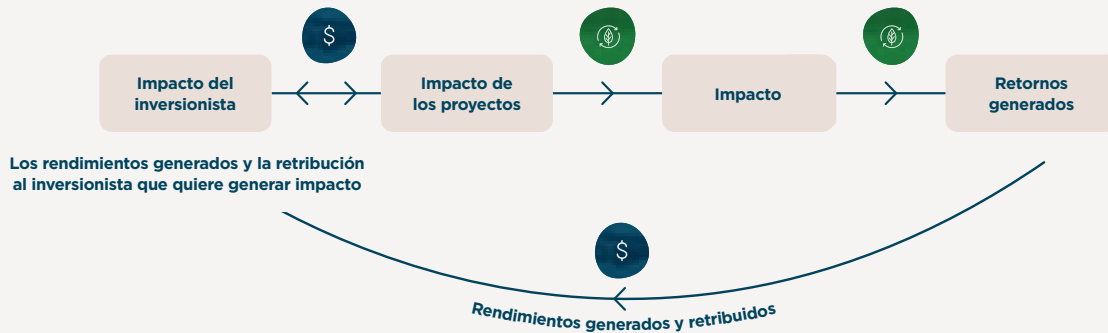 $
Impacto del
inversionista
Impacto de
los proyectos
Impacto
Retornos
generados
Los rendimientos generados y la retribución
al inversionista que quiere generar impacto
$
Rendimientos generados y retribuidos